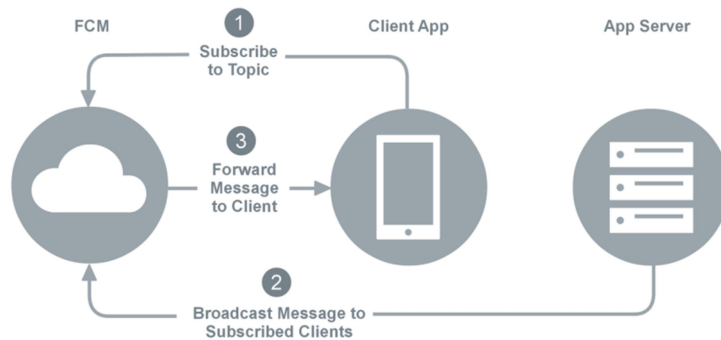 FCM
Client App
App Server
1
Subscribe
to Topic
3
Forward
Message
to Client
2
Broadcast Message to
Subscribed Clients